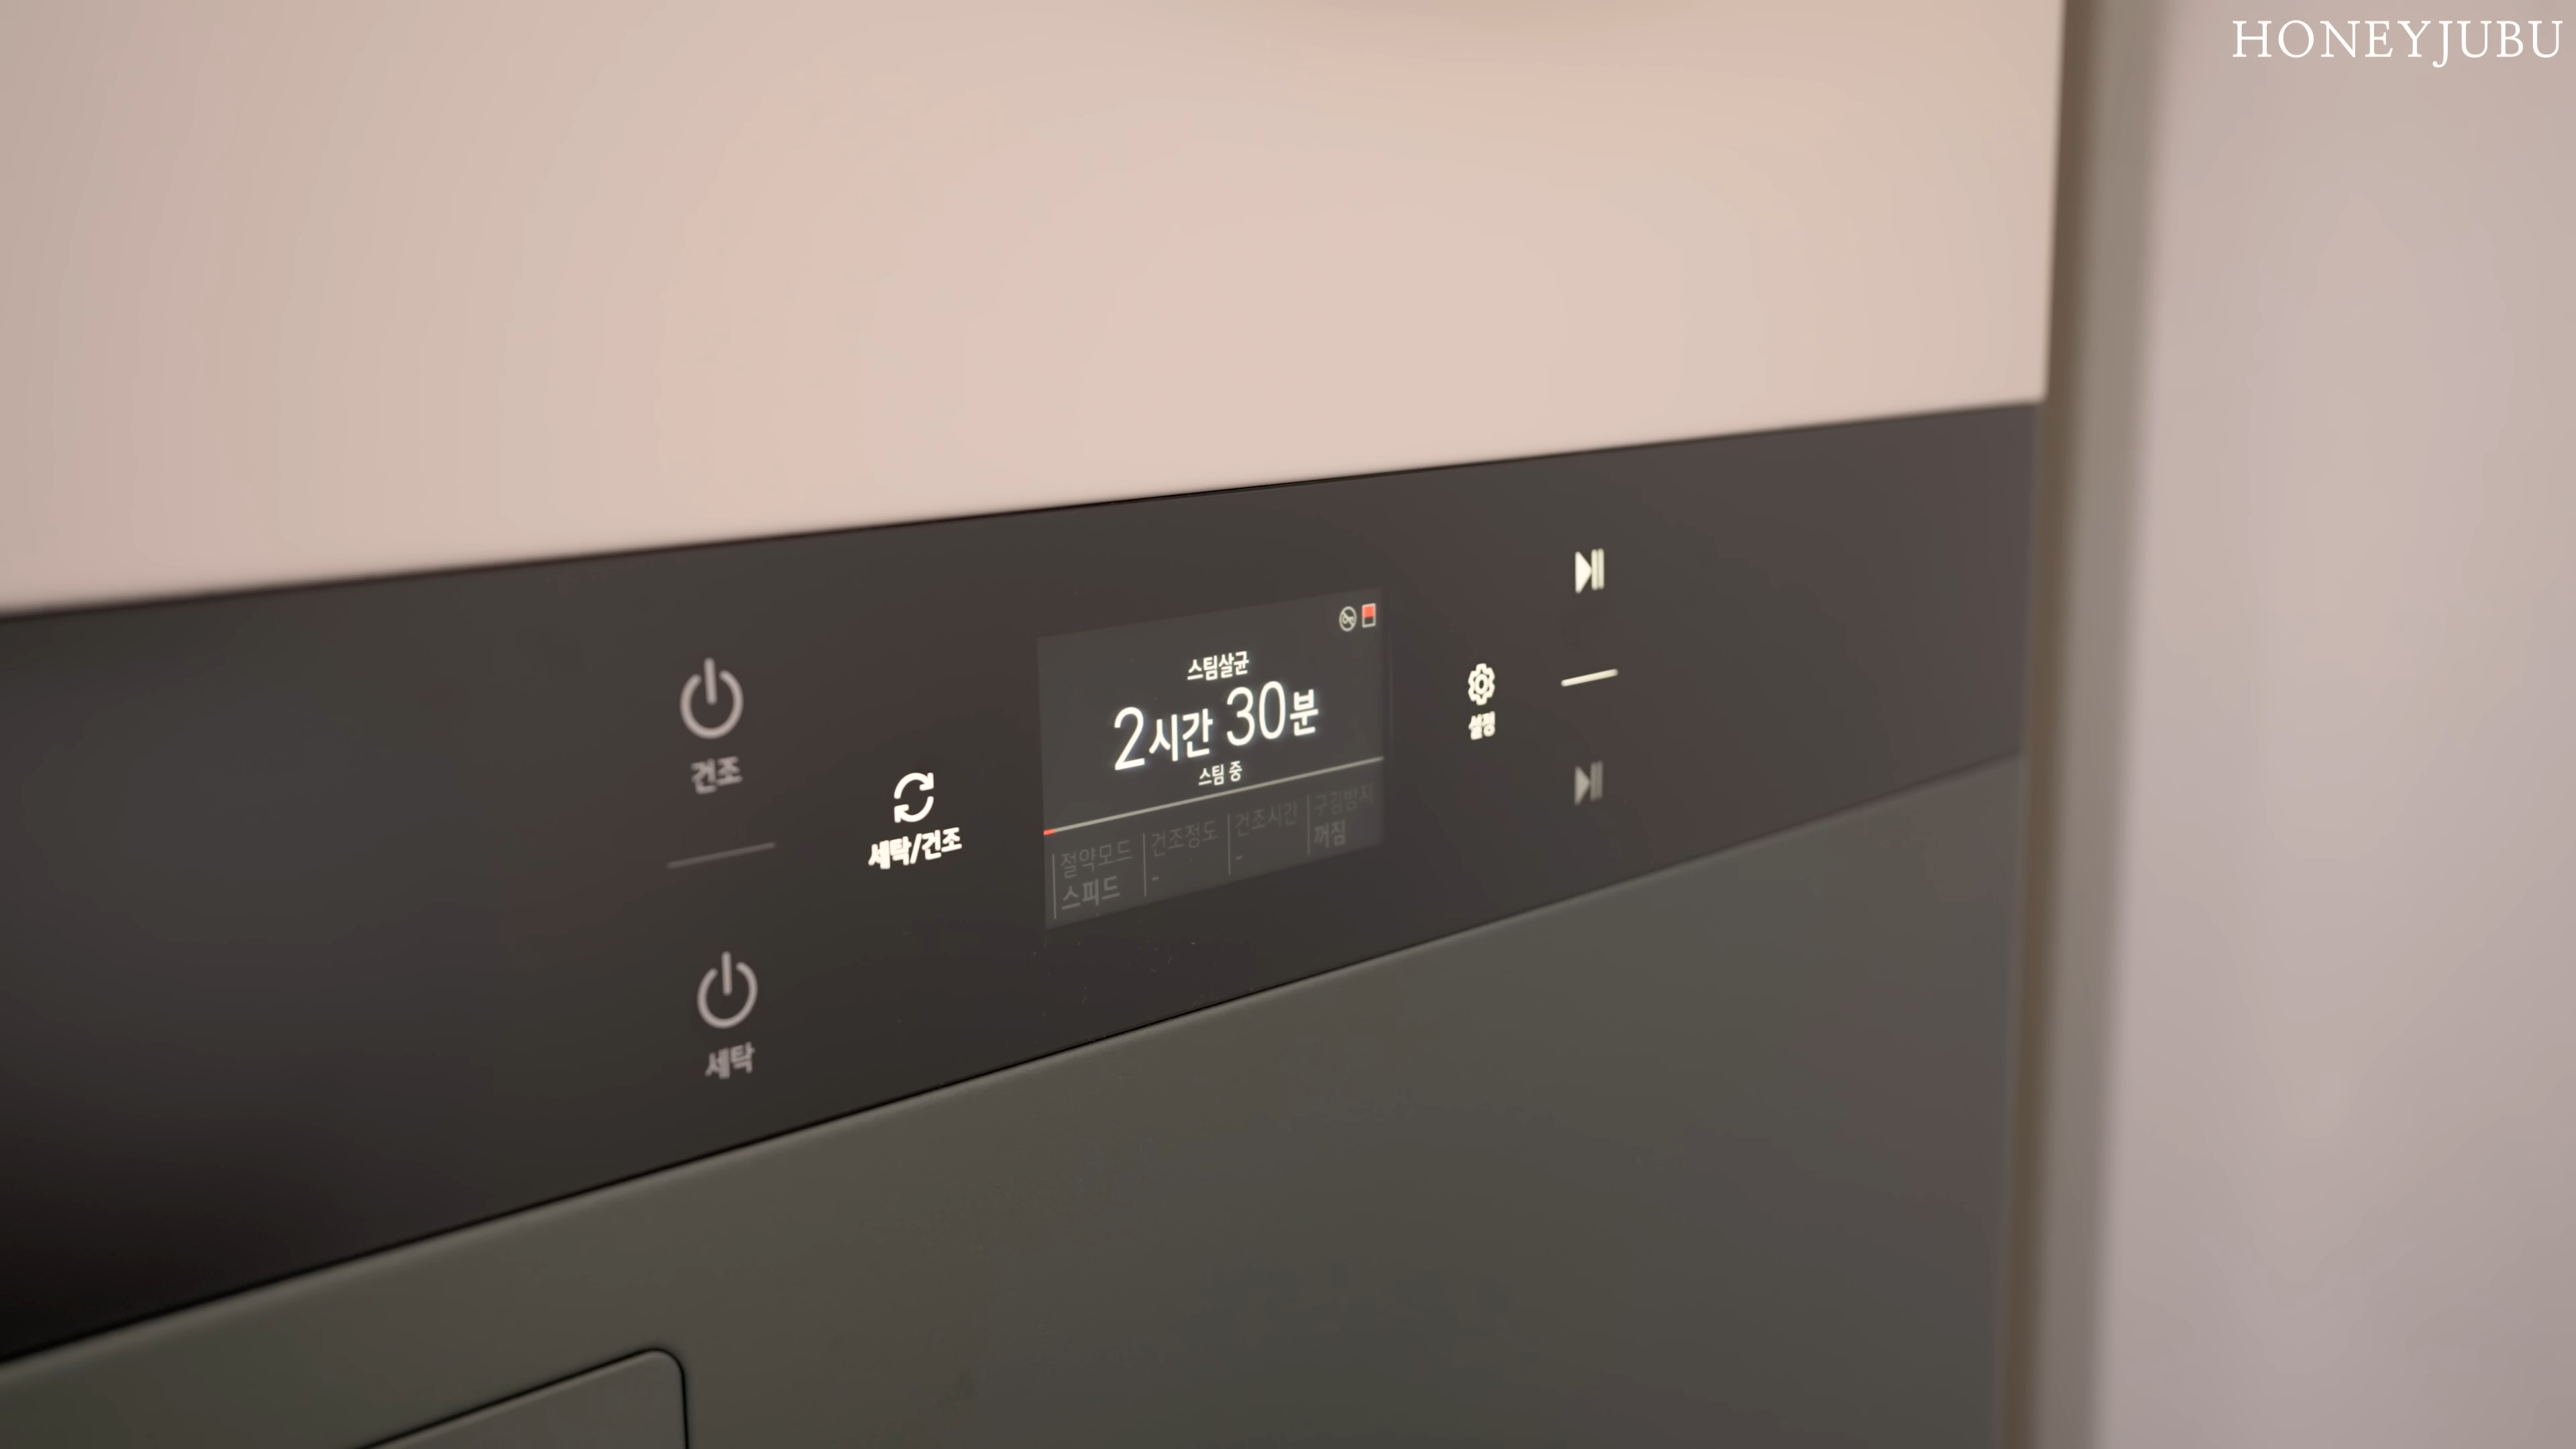 HONEYJUBU
건조
세탁/건조
세탁
스팀살균
2시간 30분
스팀 중
절약모드
스피드
건조정도
-
건조시간
-
구김방지
꺼짐
설정